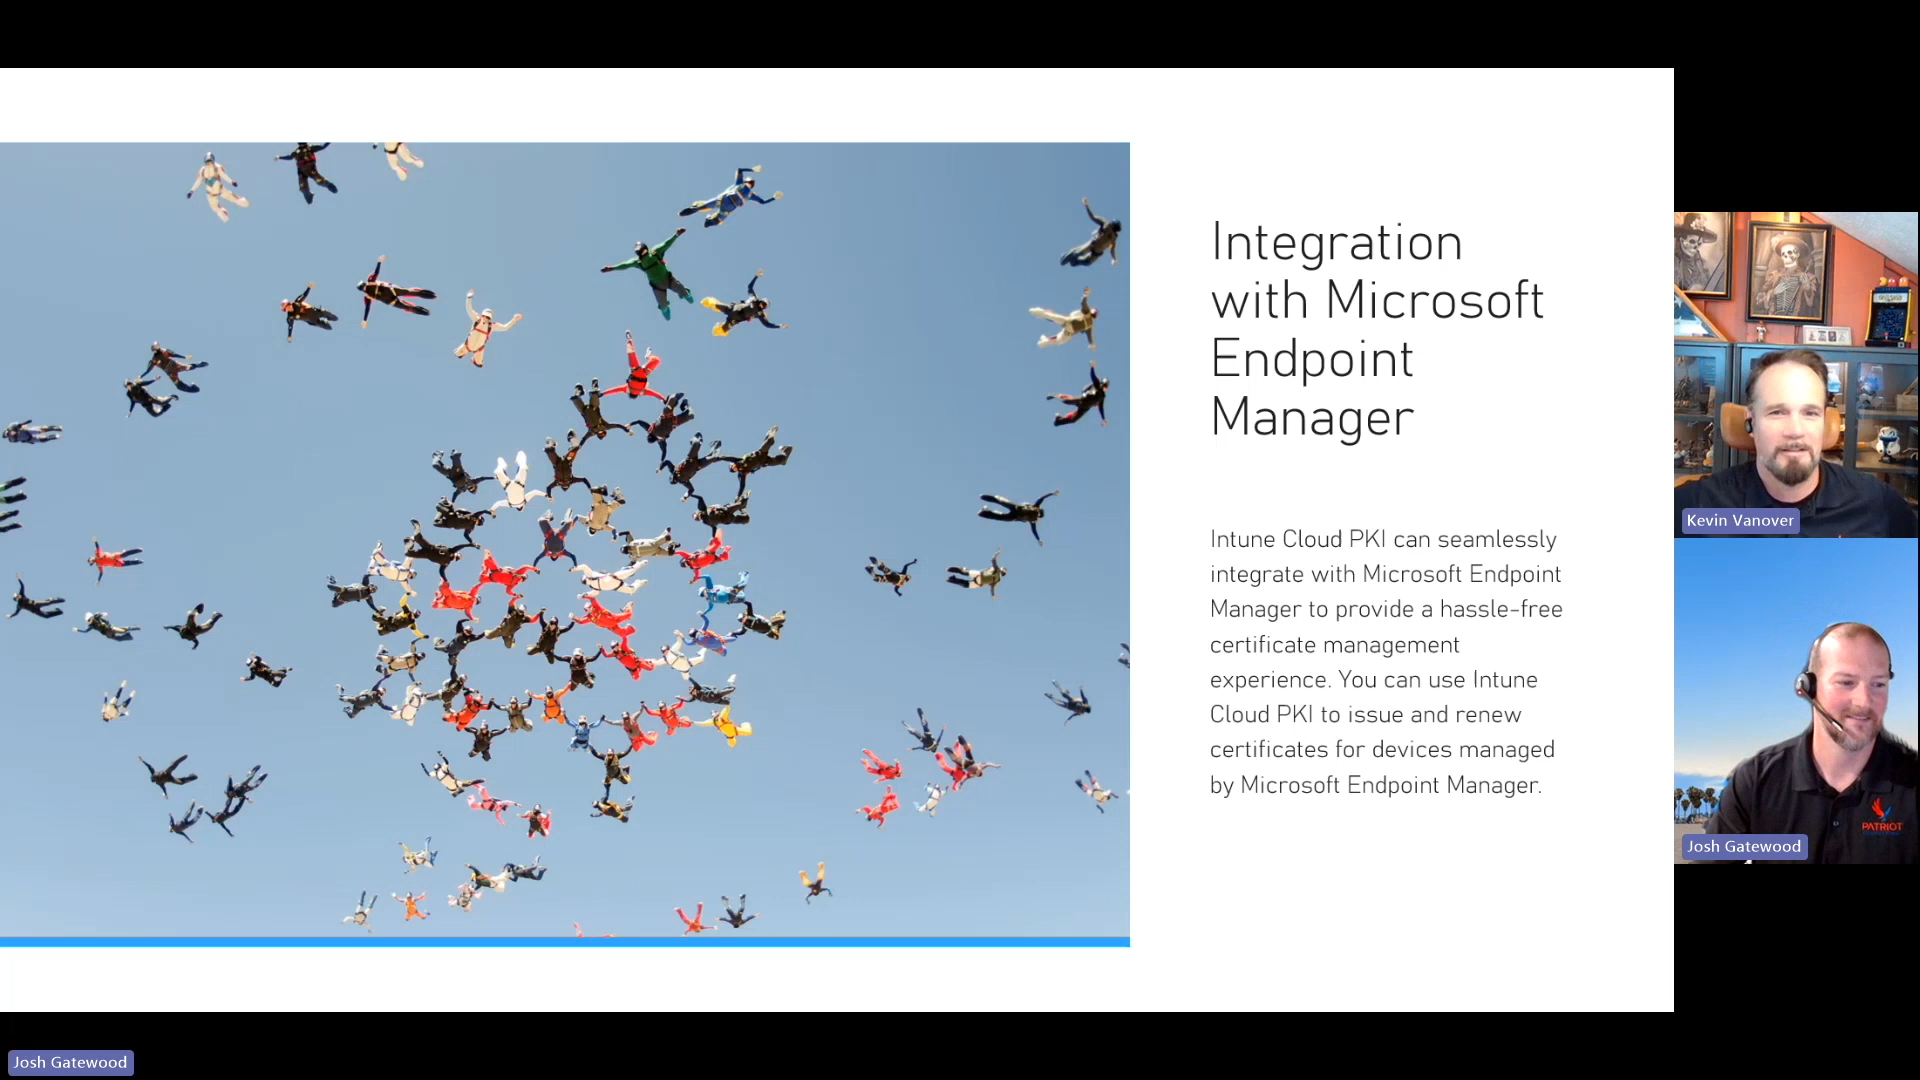 Integration
with Microsoft
Endpoint
Manager
Intune Cloud PKI can seamlessly
integrate with Microsoft Endpoint
Manager to provide a hassle-free
certificate management
experience. You can use Intune
Cloud PKI to issue and renew
certificates for devices managed
by Microsoft Endpoint Manager.
Kevin Vanover
PATRIOT
Josh Gatewood
Josh Gatewood